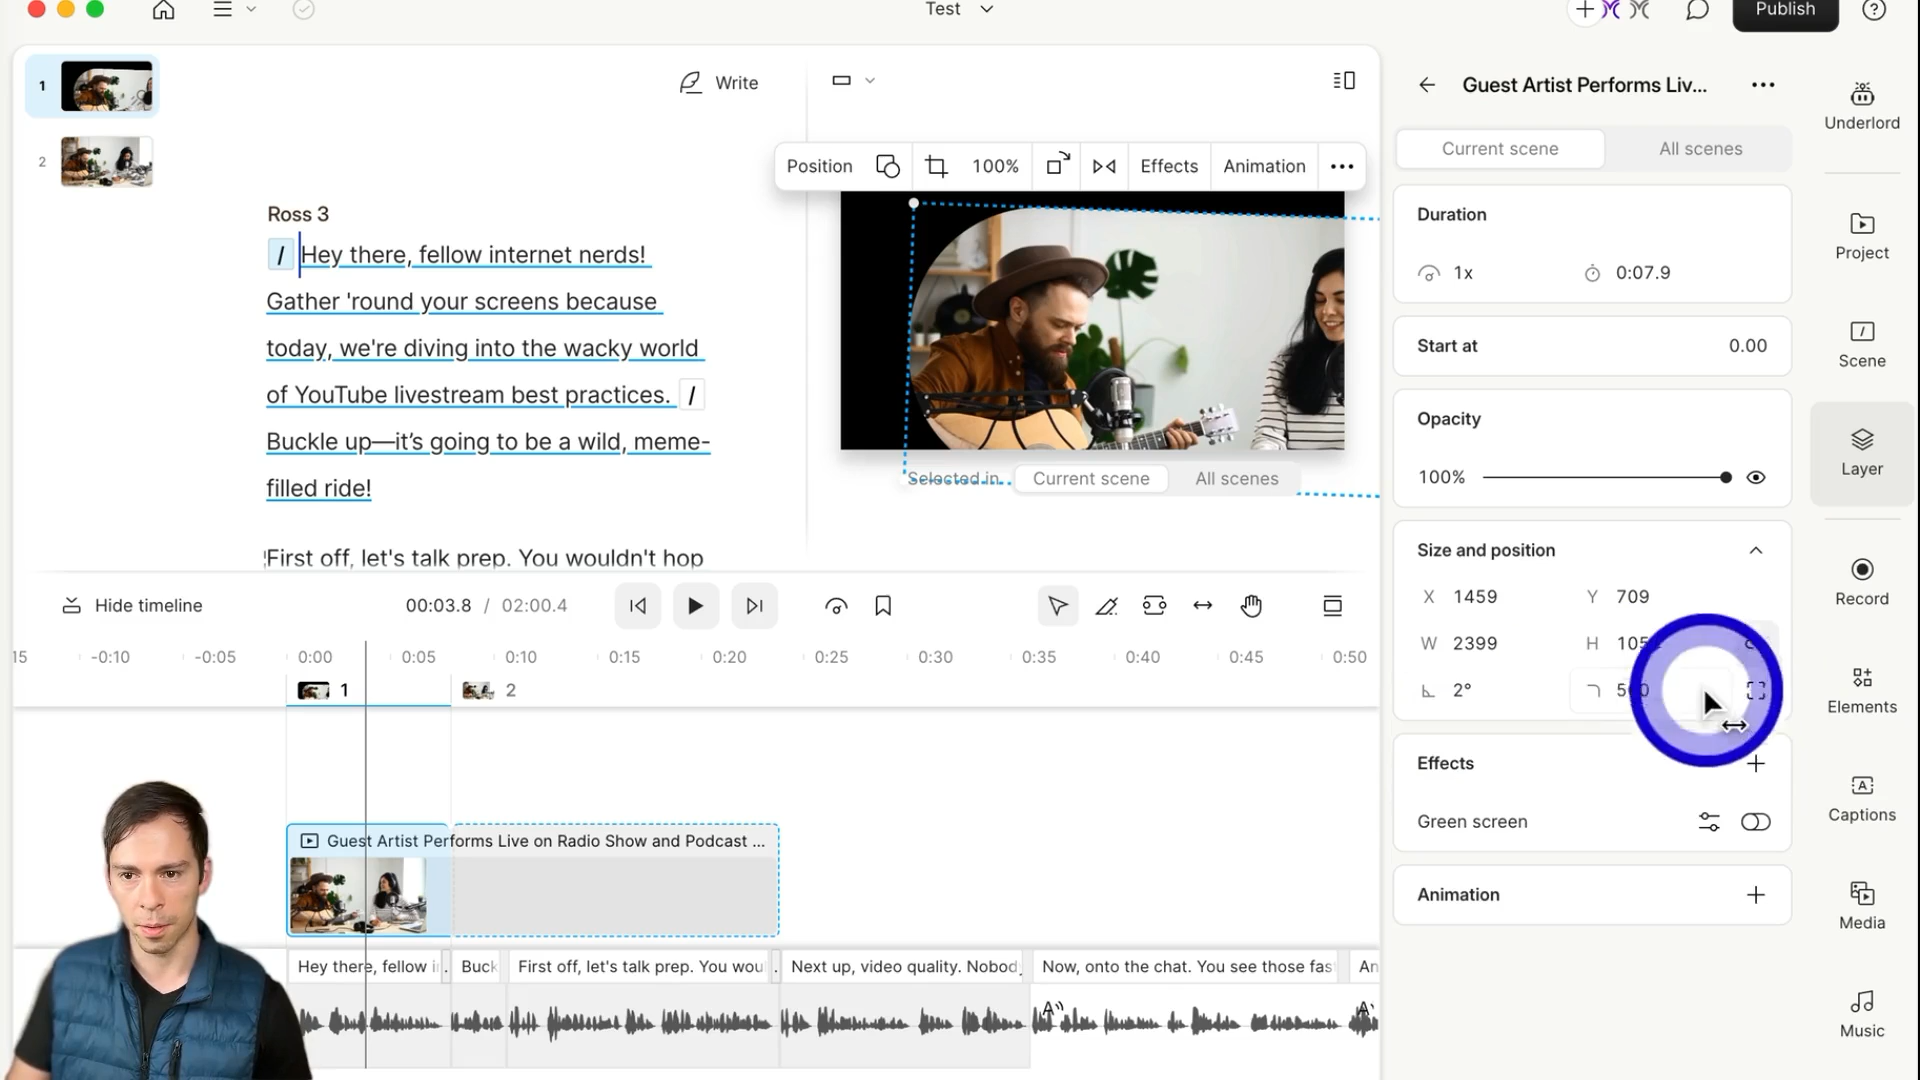 Test
Publish
1
2
Write
Position
100%
Effects
Animation
Ross 3
/ Hey there, fellow internet nerds!
Gather 'round your screens because
today, we're diving into the wacky world
of YouTube livestream best practices. /
Buckle up—it's going to be a wild, meme-
filled ride!
First off, let's talk prep. You wouldn't hop
Selected in
Current scene
All scenes
Hide timeline
00:03.8 / 02:00.4
15 -0:10 -0:05 0:00 0:05 0:10 0:15 0:20 0:25 0:30 0:35 0:40 0:45 0:50
1
2
Guest Artist Performs Live on Radio Show and Podcast ...
Hey there, fellow
Buck
First off, let's talk prep. You wou
Next up, video quality. Nobody
Now, onto the chat. You see those fas
An
Guest Artist Performs Liv...
Current scene
All scenes
Duration
1x
0:07.9
Start at
0.00
Opacity
100%
Size and position
X 1459
Y 709
W 2399
H 105
2°
Effects
Green screen
Animation
Underlord
Project
Scene
Layer
Record
Elements
Captions
Media
Music